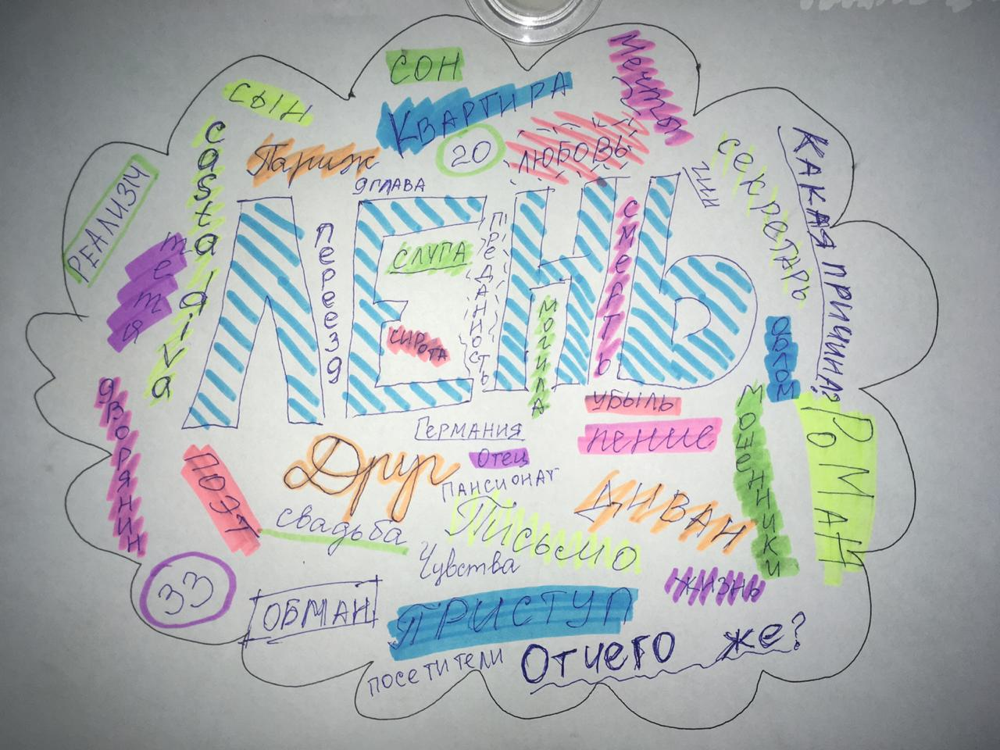 СОН
Мечты
СЫН
КВАРТИРА
Casta diva
Париж
20
ЛЮБОВЬ
секретарь
КАКАЯ ПРИЧИНА?
РЕАЛИЗМ
9 ГЛАВА
чин
тетя
ЛЕНЬ
переезд
СЛУГА
ПРЕДАННОСТЬ
СМЕРТЬ
СИРОТА
МОГИЛА
ОБЛОМ
ДВОРЯНИН
УБЫЛЬ
МОШЕННИКИ
РОМАН
ГЕРМАНИЯ
пение
ПОЭТ
Друг
Отец
ПАНСИОНАТ
ДИВАН
свадьба
Письмо
Чувства
33
ЖИЗНЬ
ОБМАН
ПРИСТУП
ПОСЕТИТЕЛИ
Отчего же?